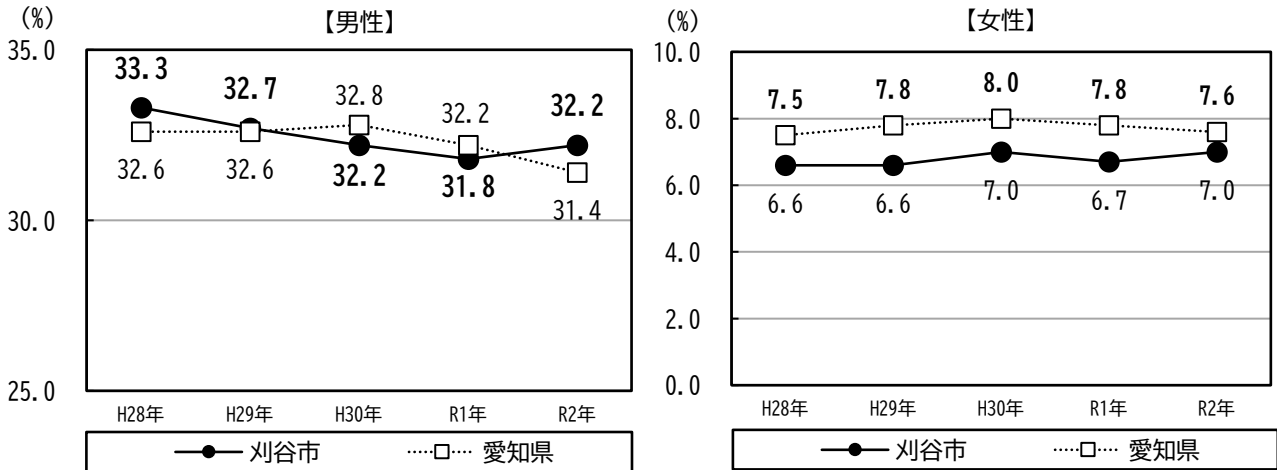 (%)
【男性】
35.0
30.0
25.0
33.3
32.7
32.8
32.2
32.2
32.6
32.6
32.2
31.8
31.4
H28年 H29年 H30年 R1年 R2年
刈谷市 愛知県
(%)
【女性】
10.0
8.0
6.0
4.0
2.0
0.0
7.5 7.8 8.0 7.8 7.6
6.6 6.6 7.0 6.7 7.0
H28年 H29年 H30年 R1年 R2年
刈谷市 愛知県